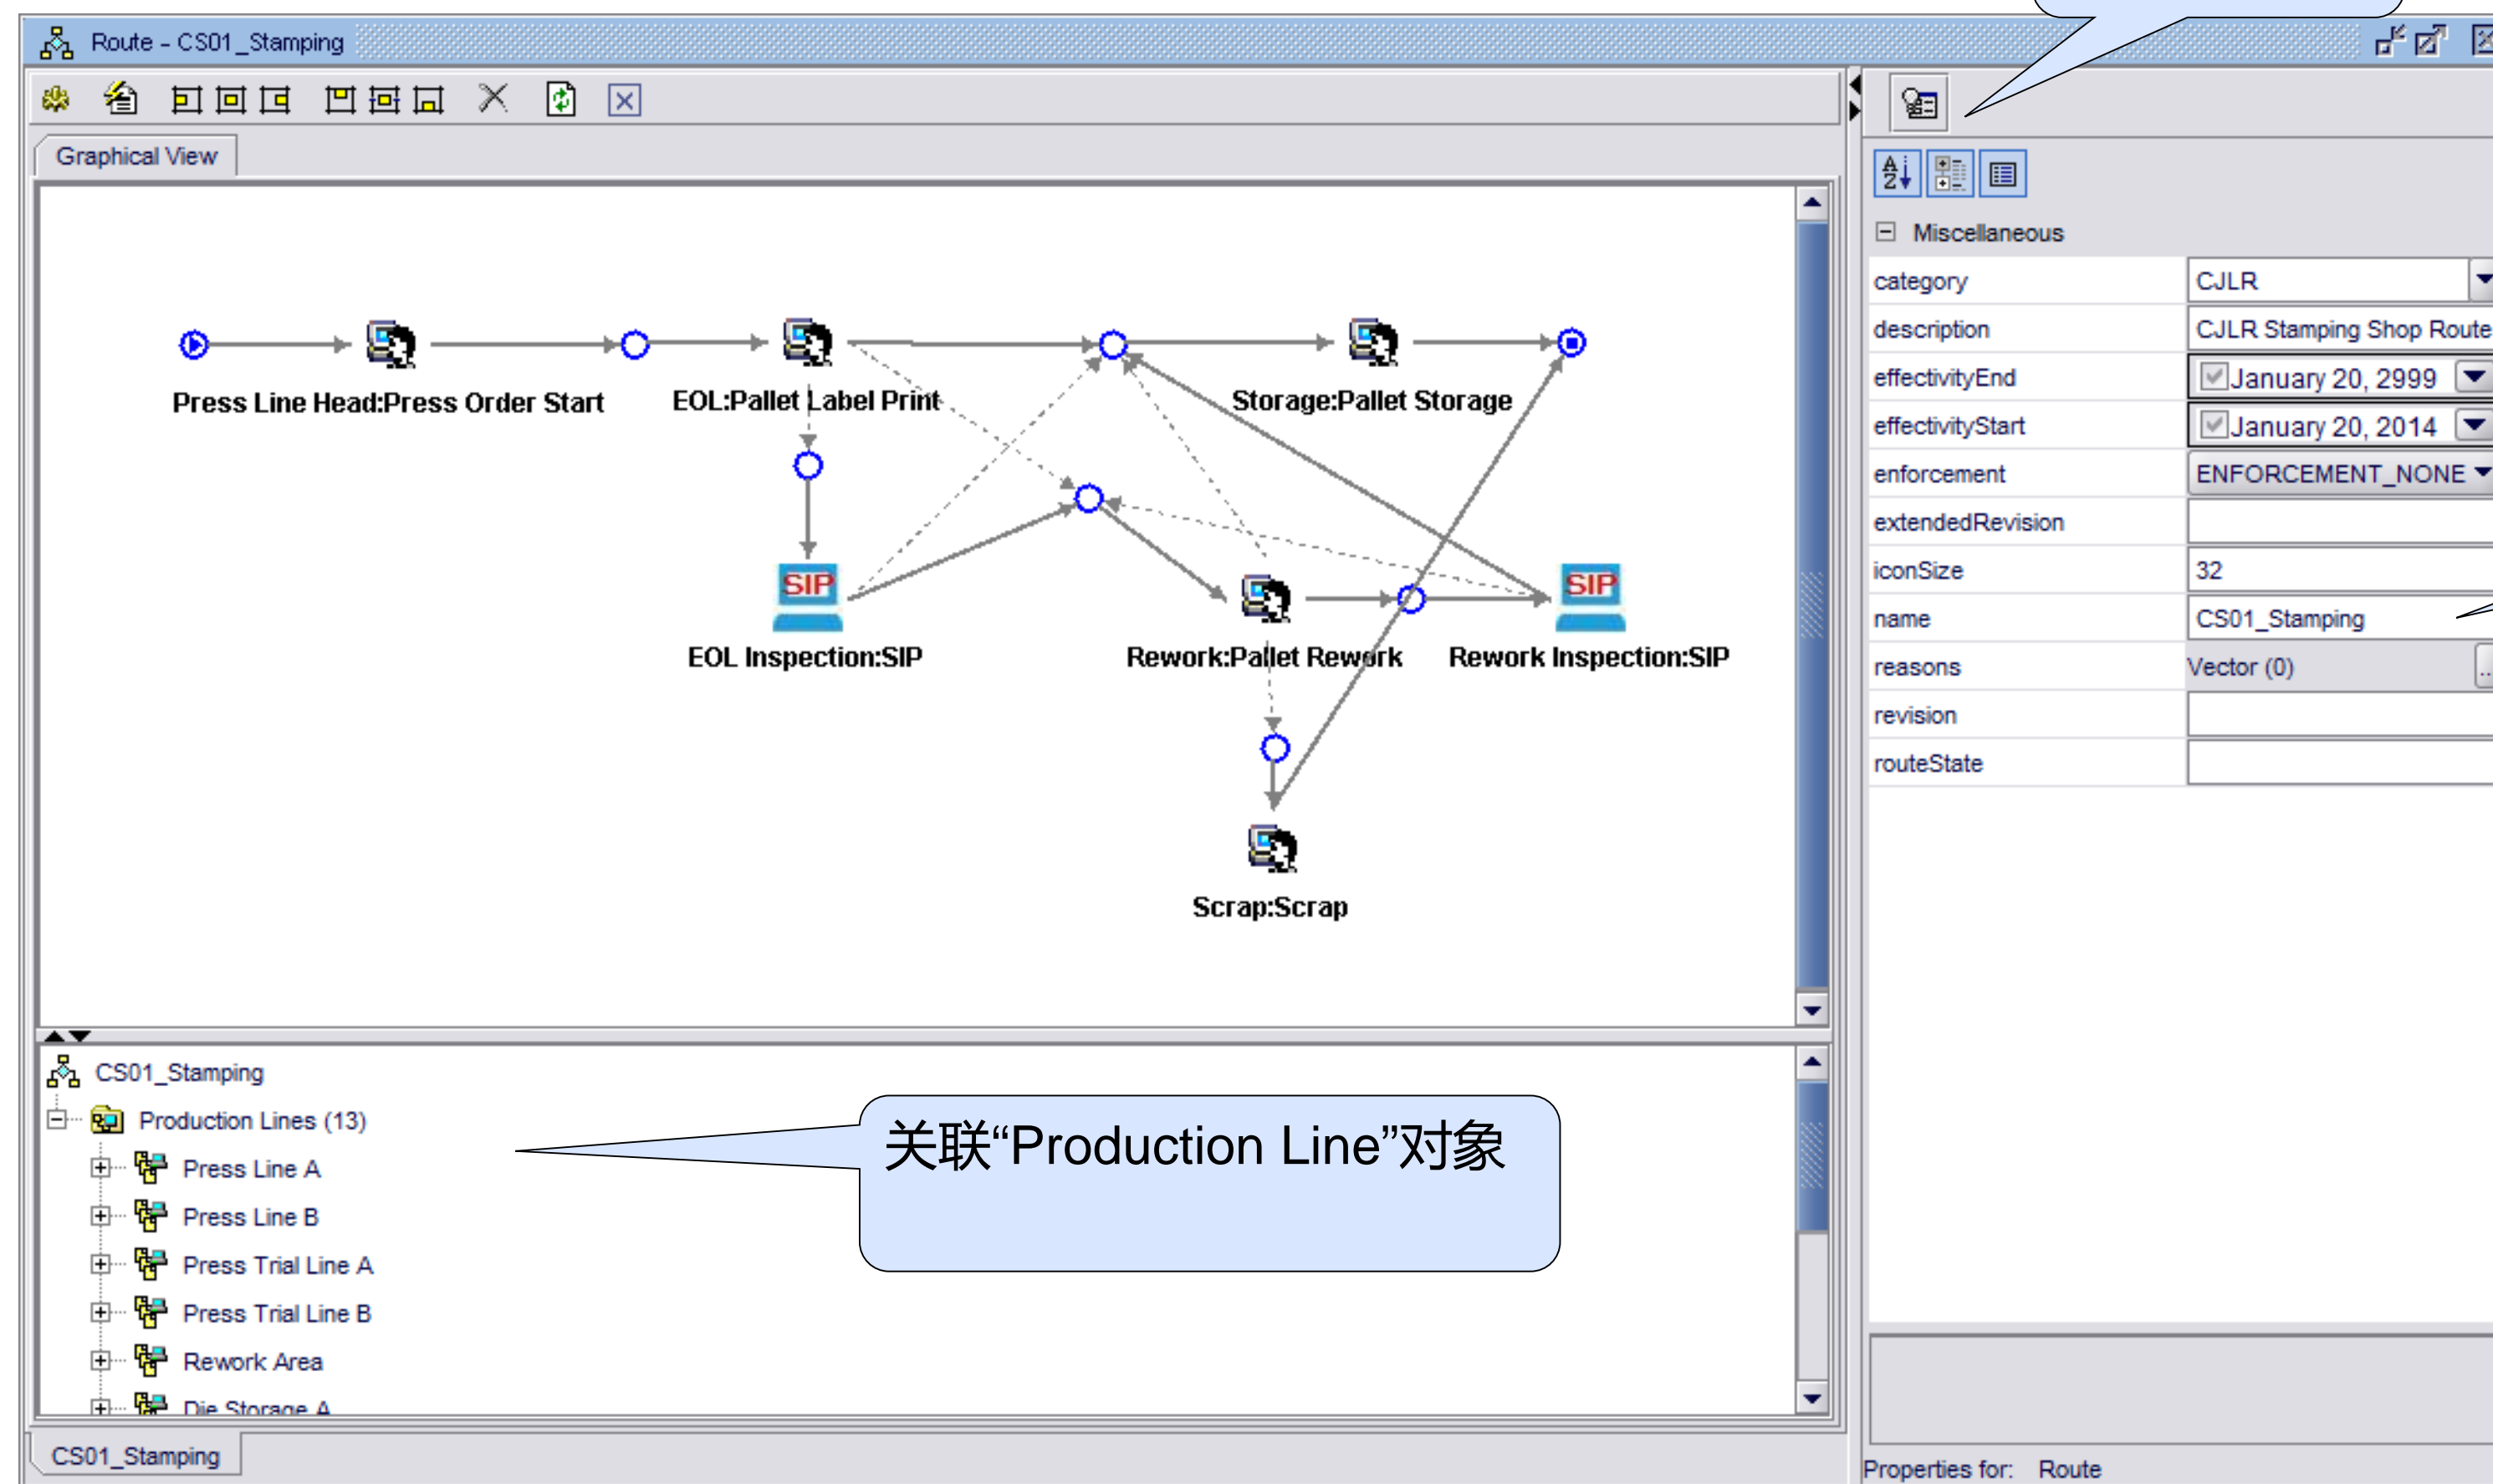 Route - CS01_Stamping
Graphical View
Press Line Head:Press Order Start
EOL:Pallet Label Print
Storage:Pallet Storage
SIP
SIP
EOL Inspection:SIP
Rework:Pallet Rework
Rework Inspection:SIP
Scrap:Scrap
CS01_Stamping
Production Lines (13)
Press Line A
Press Line B
Press Trial Line A
Press Trial Line B
Rework Area
Die Storage A
关联“Production Line”对象
CS01_Stamping
Miscellaneous
category CJLR
description CJLR Stamping Shop Route
effectivityEnd January 20, 2999
effectivityStart January 20, 2014
enforcement ENFORCEMENT_NONE
extendedRevision
iconSize 32
name CS01_Stamping
reasons Vector (0) ...
revision
routeState
Properties for: Route